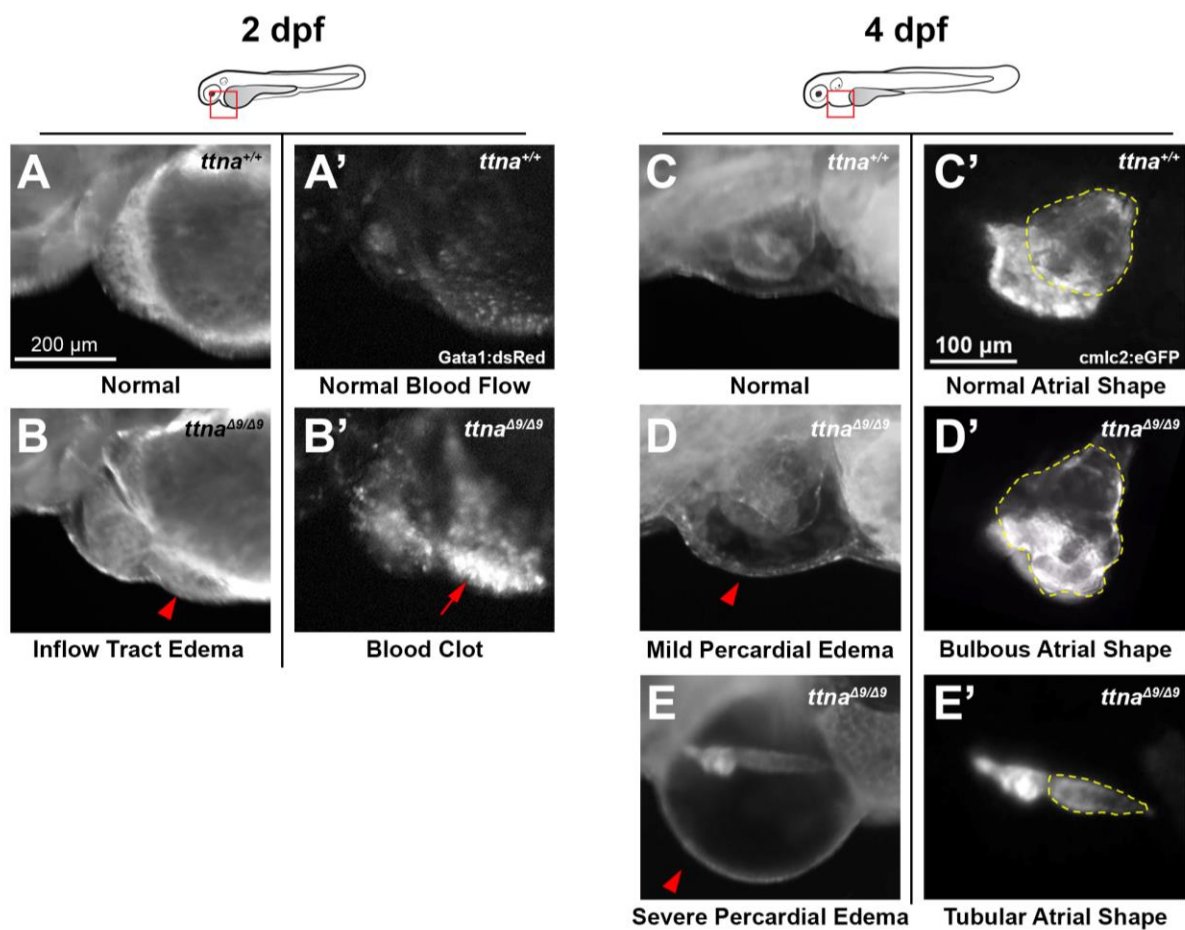 2 dpf
4 dpf
A
ttna+/+
A’
ttna+/+
C
ttna+/+
C’
ttna+/+
200 µm
Gata1:dsRed
100 µm
cmlc2:eGFP
Normal
Normal Blood Flow
Normal
Normal Atrial Shape
B
ttnaΔ9/Δ9
B’
ttnaΔ9/Δ9
D
ttnaΔ9/Δ9
D’
ttnaΔ9/Δ9
Inflow Tract Edema
Blood Clot
Mild Percardial Edema
Bulbous Atrial Shape
E
ttnaΔ9/Δ9
E’
ttnaΔ9/Δ9
Severe Percardial Edema
Tubular Atrial Shape